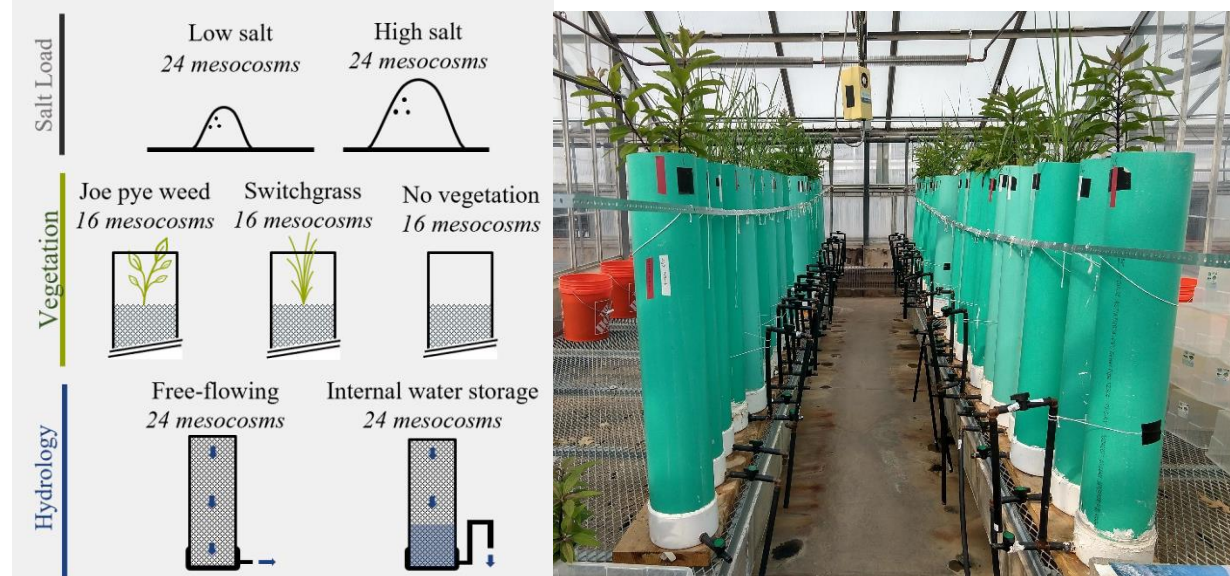 Salt Load
Low salt
24 mesocosms
High salt
24 mesocosms
Vegetation
Joe pye weed
16 mesocosms
Switchgrass
16 mesocosms
No vegetation
16 mesocosms
Hydrology
Free-flowing
24 mesocosms
Internal water storage
24 mesocosms